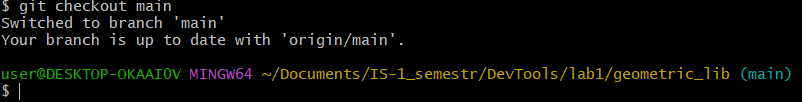 $ git checkout main
Switched to branch 'main'
Your branch is up to date with 'origin/main'.
user@DESKTOP-OKAAI0V MINGW64 ~/Documents/IS-1_semestr/DevTools/lab1/geometric_lib (main)
$